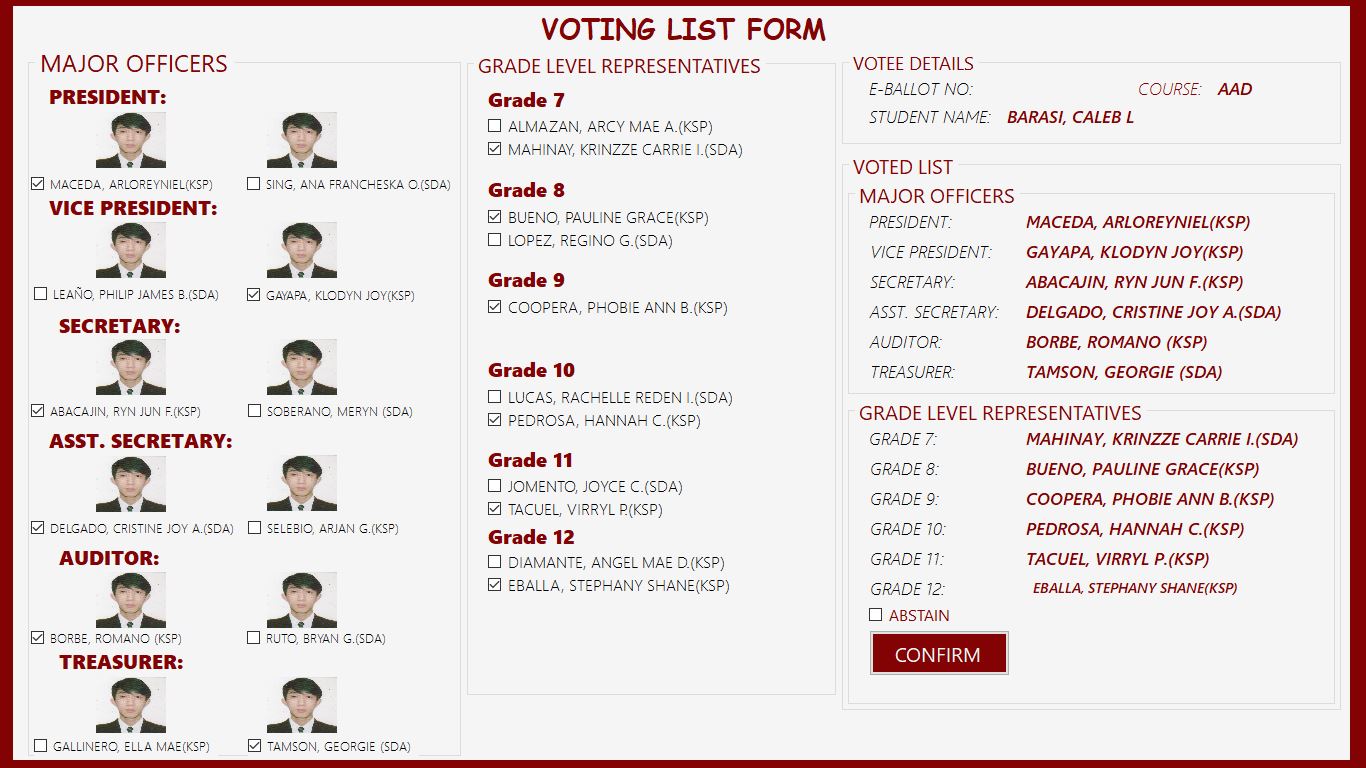 VOTING LIST FORM
MAJOR OFFICERS
PRESIDENT:
MACEDA, ARLOREYNIEL(KSP)
SING, ANA FRANCHESKA O.(SDA)
VICE PRESIDENT:
LEAÑO, PHILIP JAMES B.(SDA)
GAYAPA, KLODYN JOY(KSP)
SECRETARY:
ABACAJIN, RYN JUN F.(KSP)
SOBERANO, MERYN (SDA)
ASST. SECRETARY:
DELGADO, CRISTINE JOY A.(SDA)
SELEBIO, ARJAN G.(KSP)
AUDITOR:
BORBE, ROMANO (KSP)
RUTO, BRYAN G.(SDA)
TREASURER:
GALLINERO, ELLA MAE(KSP)
TAMSON, GEORGIE (SDA)
GRADE LEVEL REPRESENTATIVES
Grade 7
ALMAZAN, ARCY MAE A.(KSP)
MAHINAY, KRINZZE CARRIE I.(SDA)
Grade 8
BUENO, PAULINE GRACE(KSP)
LOPEZ, REGINO G.(SDA)
Grade 9
COOPERA, PHOBIE ANN B.(KSP)
Grade 10
LUCAS, RACHELLE REDEN I.(SDA)
PEDROSA, HANNAH C.(KSP)
Grade 11
JOMENTO, JOYCE C.(SDA)
TACUEL, VIRRYL P.(KSP)
Grade 12
DIAMANTE, ANGEL MAE D.(KSP)
EBALLA, STEPHANY SHANE(KSP)
VOTEE DETAILS
E-BALLOT NO: COURSE: AAD
STUDENT NAME: BARASI, CALEB L
VOTED LIST
MAJOR OFFICERS
PRESIDENT: MACEDA, ARLOREYNIEL(KSP)
VICE PRESIDENT: GAYAPA, KLODYN JOY(KSP)
SECRETARY: ABACAJIN, RYN JUN F.(KSP)
ASST. SECRETARY: DELGADO, CRISTINE JOY A.(SDA)
AUDITOR: BORBE, ROMANO (KSP)
TREASURER: TAMSON, GEORGIE (SDA)
GRADE LEVEL REPRESENTATIVES
GRADE 7: MAHINAY, KRINZZE CARRIE I.(SDA)
GRADE 8: BUENO, PAULINE GRACE(KSP)
GRADE 9: COOPERA, PHOBIE ANN B.(KSP)
GRADE 10: PEDROSA, HANNAH C.(KSP)
GRADE 11: TACUEL, VIRRYL P.(KSP)
GRADE 12: EBALLA, STEPHANY SHANE(KSP)
ABSTAIN
CONFIRM